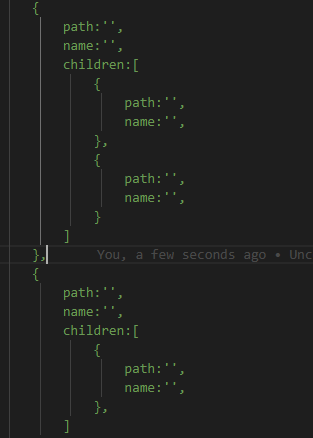 {
path:'',
name:'',
children:[
{
path:'',
name:'',
},
{
path:'',
name:'',
}
]
}, You, a few seconds ago • Unc
{
path:'',
name:'',
children:[
{
path:'',
name:'',
},
]